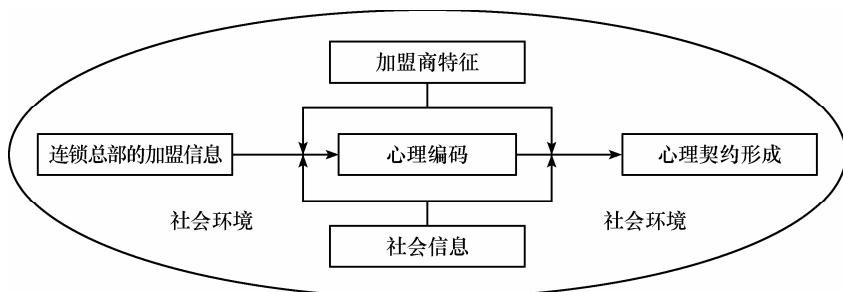 加盟商特征
连锁总部的加盟信息
心理编码
心理契约形成
社会环境
社会环境
社会信息